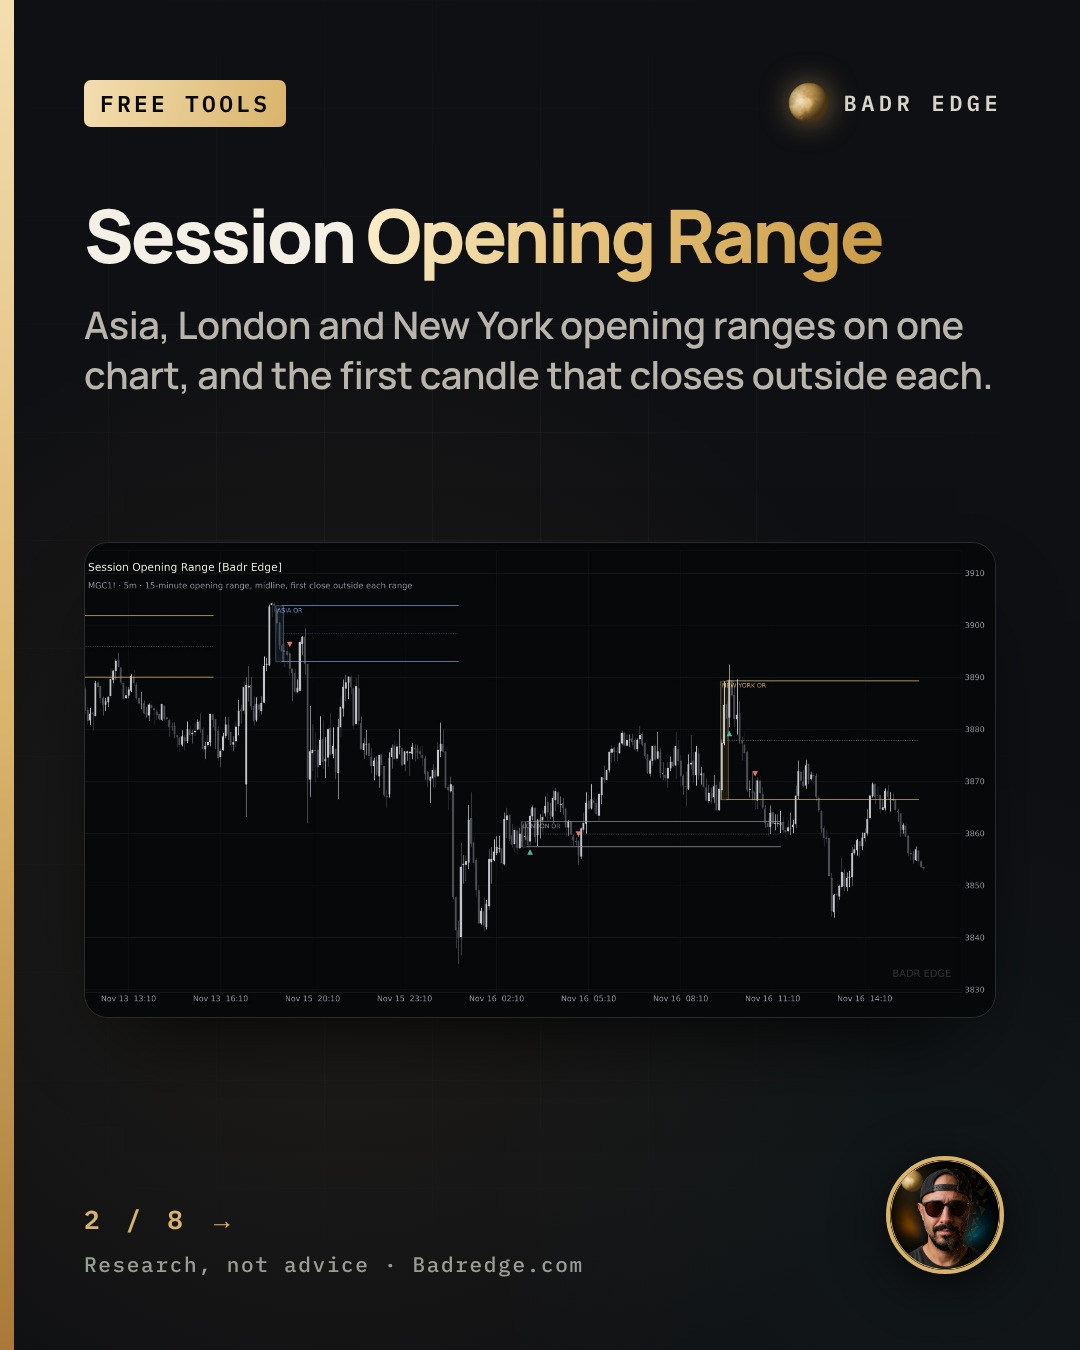 FREE TOOLS
BADR EDGE
Session Opening Range
Asia, London and New York opening ranges on one
chart, and the first candle that closes outside each.
Session Opening Range [Badr Edge]
MGC1! · 5m · 15-minute opening range, midline, first close outside each range
ASIA OR
NEW YORK OR
LONDON OR
3910
3900
3890
3880
3870
3860
3850
3840
3830
BADR EDGE
Nov 13 13:10
Nov 13 16:10
Nov 15 20:10
Nov 15 23:10
Nov 16 02:10
Nov 16 05:10
Nov 16 08:10
Nov 16 11:10
Nov 16 14:10
2 / 8 →
Research, not advice · Badredge.com